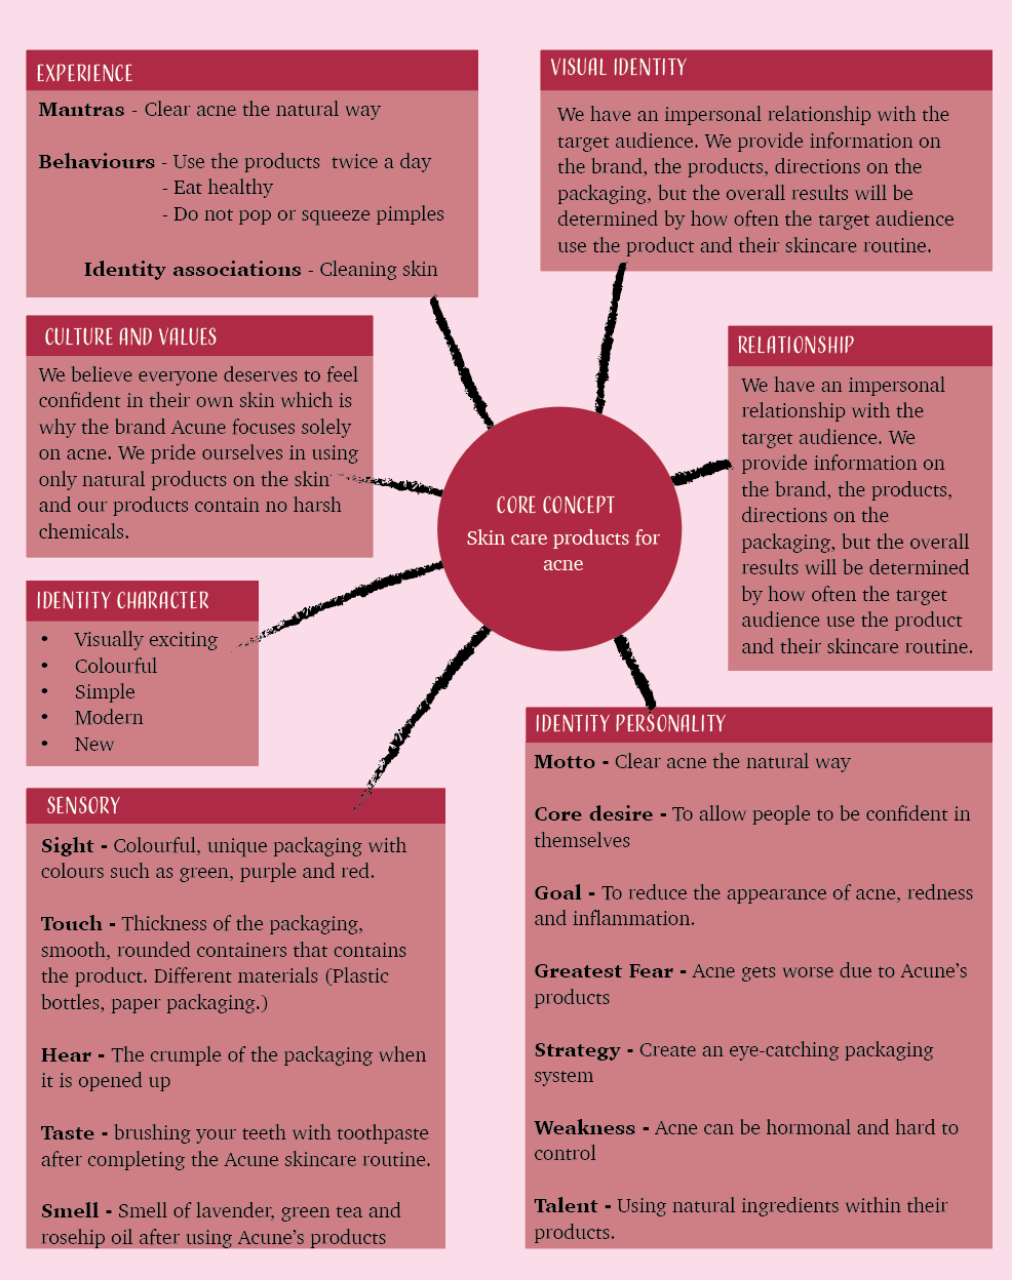 EXPERIENCE
Mantras - Clear acne the natural way
Behaviours - Use the products twice a day
- Eat healthy
- Do not pop or squeeze pimples
Identity associations - Cleaning skin
VISUAL IDENTITY
We have an impersonal relationship with the
target audience. We provide information on
the brand, the products, directions on the
packaging, but the overall results will be
determined by how often the target audience
use the product and their skincare routine.
CULTURE AND VALUES
We believe everyone deserves to feel
confident in their own skin which is
why the brand Acune focuses solely
on acne. We pride ourselves in using
only natural products on the skin
and our products contain no harsh
chemicals.
RELATIONSHIP
We have an impersonal
relationship with the
target audience. We
provide information on
the brand, the products,
directions on the
packaging, but the overall
results will be determined
by how often the target
audience use the product
and their skincare routine.
CORE CONCEPT
Skin care products for
acne
IDENTITY CHARACTER
• Visually exciting
• Colourful
• Simple
• Modern
• New
IDENTITY PERSONALITY
Motto - Clear acne the natural way
Core desire - To allow people to be confident in
themselves
Goal - To reduce the appearance of acne, redness
and inflammation.
Greatest Fear - Acne gets worse due to Acune's
products
Strategy - Create an eye-catching packaging
system
Weakness - Acne can be hormonal and hard to
control
Talent - Using natural ingredients within their
products.
SENSORY
Sight - Colourful, unique packaging with
colours such as green, purple and red.
Touch - Thickness of the packaging,
smooth, rounded containers that contains
the product. Different materials (Plastic
bottles, paper packaging.)
Hear - The crumple of the packaging when
it is opened up
Taste - brushing your teeth with toothpaste
after completing the Acune skincare routine.
Smell - Smell of lavender, green tea and
rosehip oil after using Acune's products